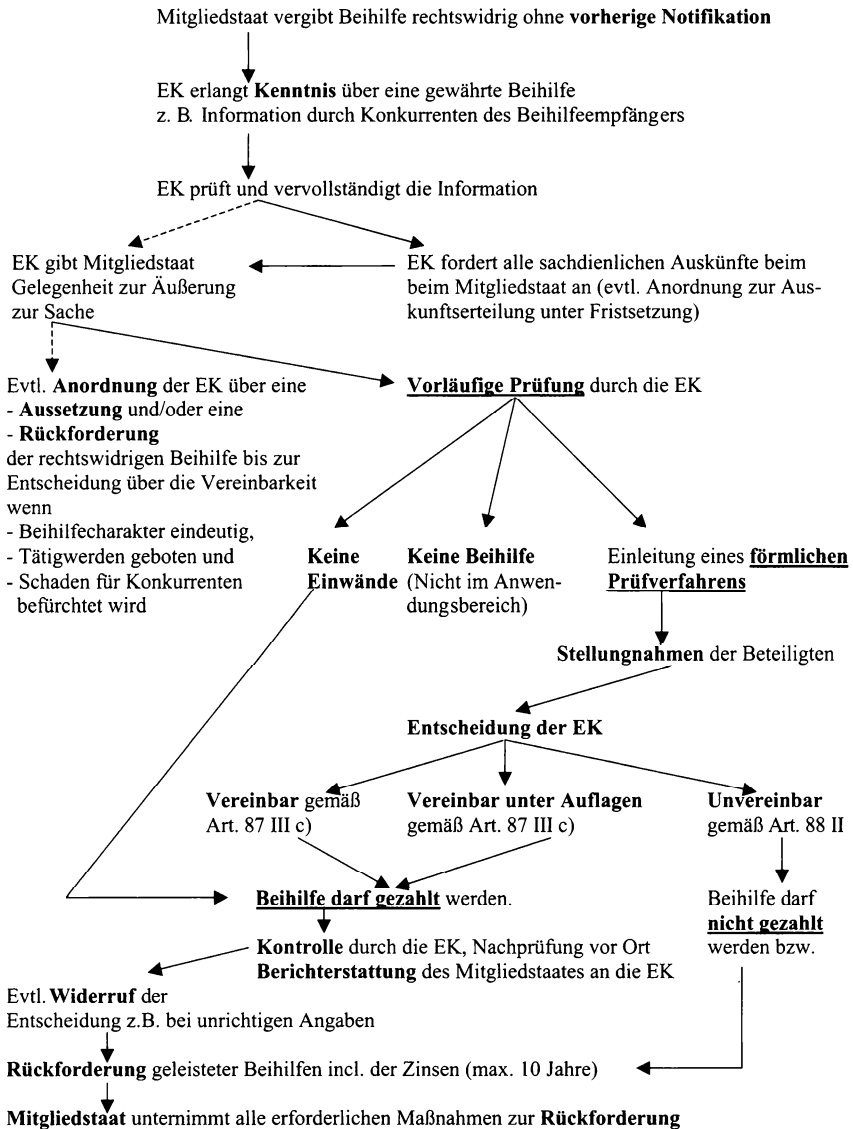 Mitgliedstaat vergibt Beihilfe rechtswidrig ohne vorherige Notifikation
EK erlangt Kenntnis über eine gewährte Beihilfe
z. B. Information durch Konkurrenten des Beihilfeempfängers
EK prüft und vervollständigt die Information
EK gibt Mitgliedstaat
Gelegenheit zur Äußerung
zur Sache
EK fordert alle sachdienlichen Auskünfte beim
beim Mitgliedstaat an (evtl. Anordnung zur Aus-
kunftserteilung unter Fristsetzung)
Evtl. Anordnung der EK über eine
- Aussetzung und/oder eine
- Rückforderung
der rechtswidrigen Beihilfe bis zur
Entscheidung über die Vereinbarkeit
wenn
- Beihilfecharakter eindeutig,
- Tätigwerden geboten und
- Schaden für Konkurrenten
befürchtet wird
Vorläufige Prüfung durch die EK
Keine
Einwände
Keine Beihilfe
(Nicht im Anwen-
dungsbereich)
Einleitung eines förmlichen
Prüfverfahrens
Stellungnahmen der Beteiligten
Entscheidung der EK
Vereinbar gemäß
Art. 87 III c)
Vereinbar unter Auflagen
gemäß Art. 87 III c)
Unvereinbar
gemäß Art. 88 II
Beihilfe darf gezahlt werden.
Beihilfe darf
nicht gezahlt
werden bzw.
Kontrolle durch die EK, Nachprüfung vor Ort
Berichterstattung des Mitgliedstaates an die EK
Evtl. Widerruf der
Entscheidung z.B. bei unrichtigen Angaben
Rückforderung geleisteter Beihilfen incl. der Zinsen (max. 10 Jahre)
Mitgliedstaat unternimmt alle erforderlichen Maßnahmen zur Rückforderung